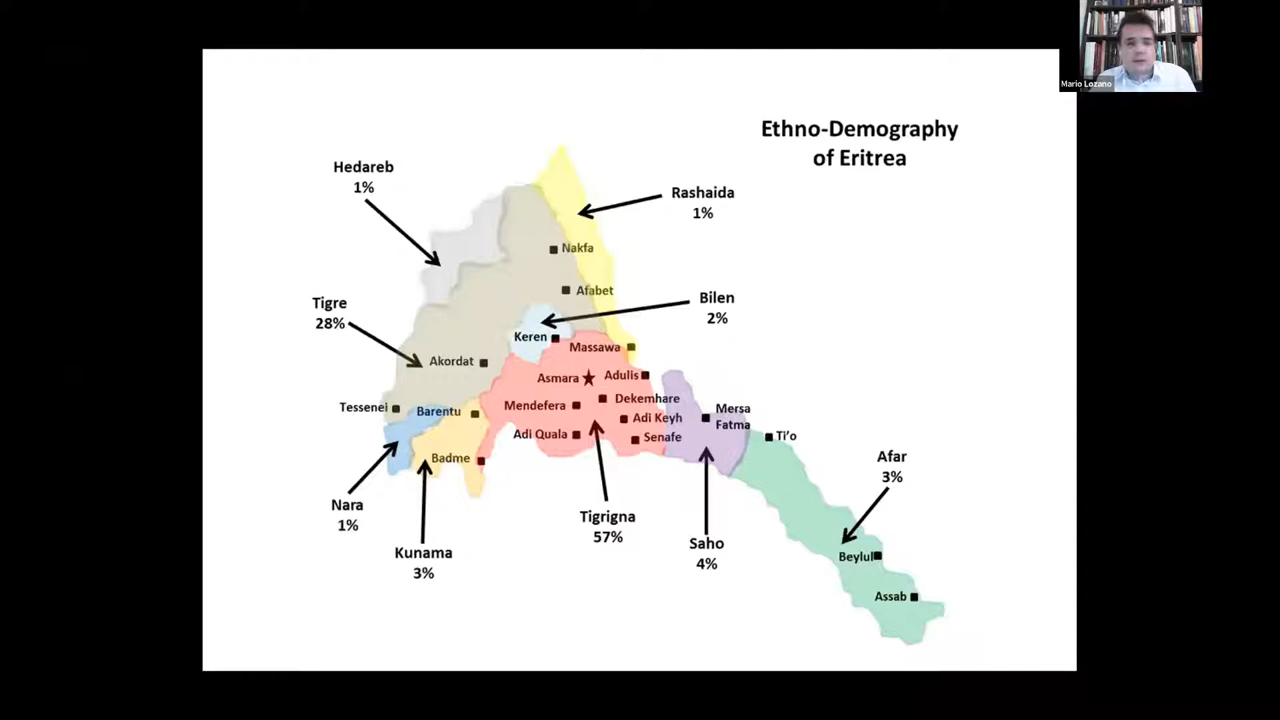 Mario Lozano
Ethno-Demography
of Eritrea
Hedareb
1%
Rashaida
1%
Nakfa
Afabet
Tigre
28%
Bilen
2%
Keren
Massawa
Akordat
Asmara
Adulis
Tessenei
Barentu
Mendefera
Dekemhare
Adi Keyh
Mersa
Fatma
Adi Quala
Senafe
Ti'o
Badme
Afar
3%
Nara
1%
Tigrigna
57%
Kunama
3%
Saho
4%
Beylul
Assab